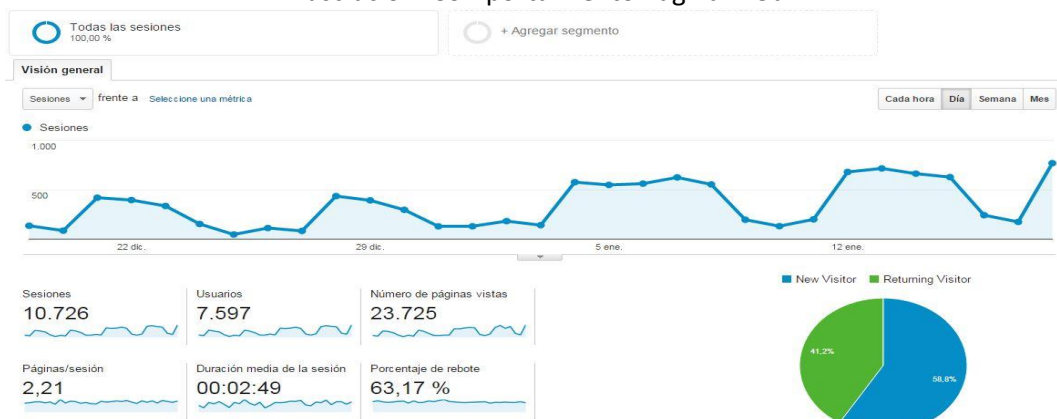 Todas las sesiones
100,00 %
+ Agregar segmento
Visión general
Sesiones frente a Seleccione una métrica
Cada hora Día Semana Mes
Sesiones
1.000
500
22 dic. 29 dic. 5 ene. 12 ene.
New Visitor Returning Visitor
Sesiones
10.726
Usuarios
7.597
Número de páginas vistas
23.725
41,2%
58,8%
Páginas/sesión
2,21
Duración media de la sesión
00:02:49
Porcentaje de rebote
63,17 %